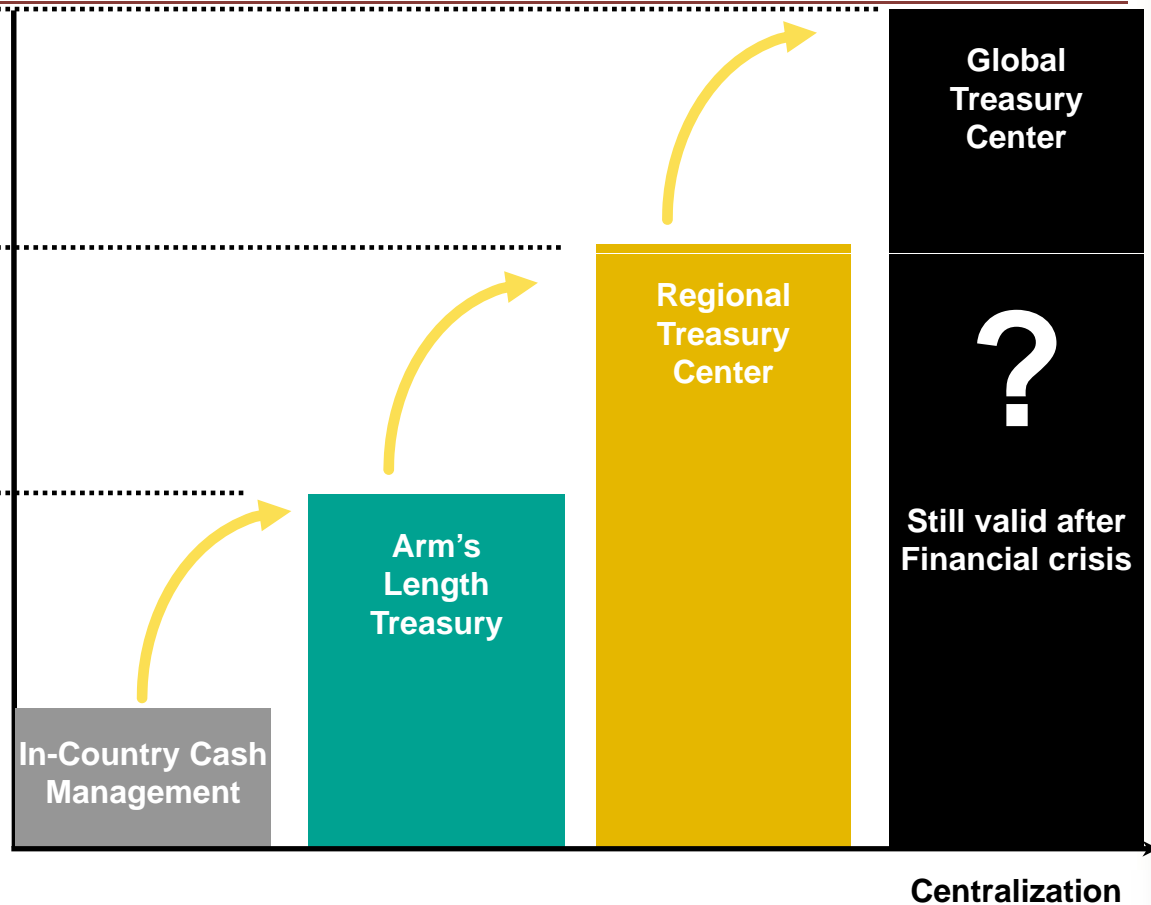 Global
Treasury
Center
Regional
Treasury
Center
?
Still valid after
Financial crisis
Arm’s
Length
Treasury
In-Country Cash
Management
Centralization